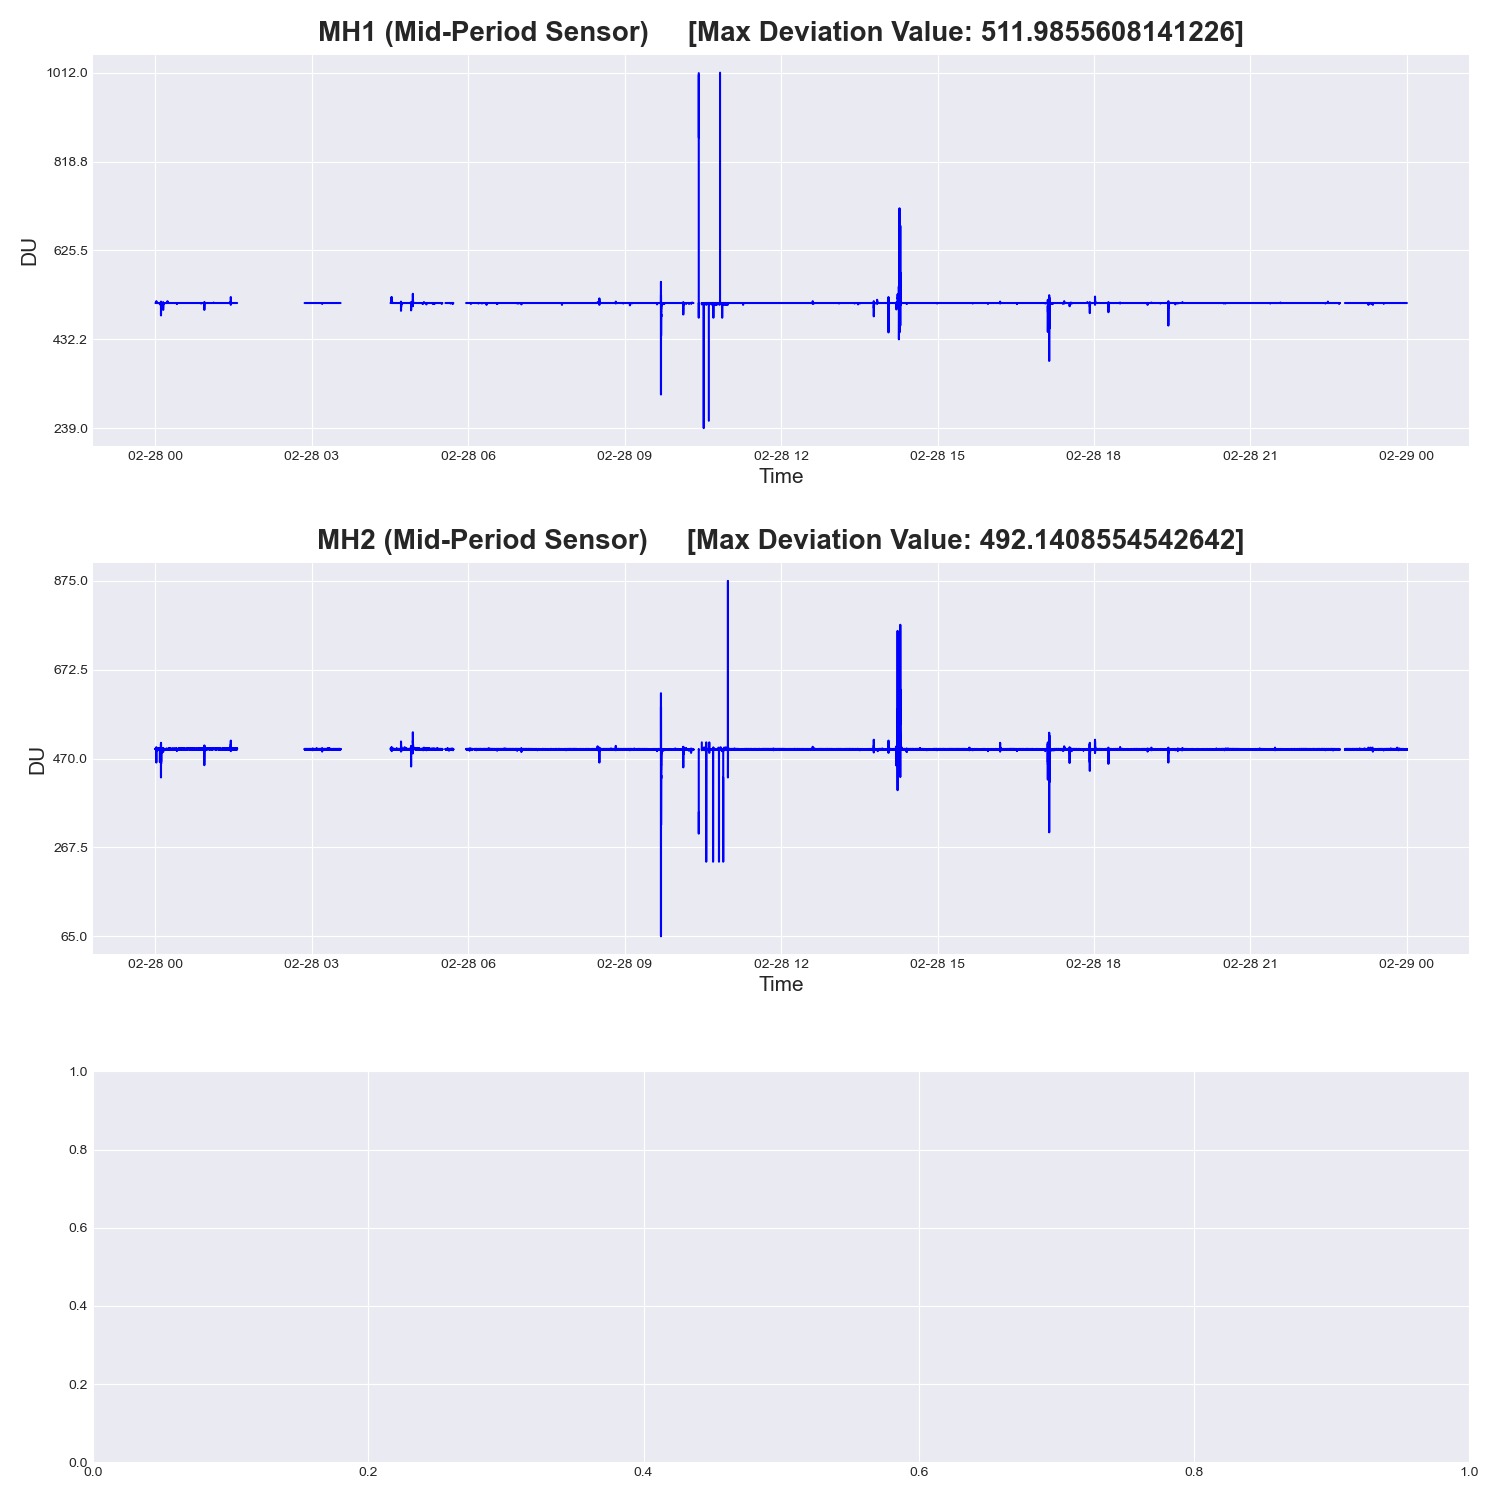 MH1 (Mid-Period Sensor) [Max Deviation Value: 511.9855608141226]
1012.0
818.8
625.5
432.2
239.0
DU
02-28 00 02-28 03 02-28 06 02-28 09 02-28 12 02-28 15 02-28 18 02-28 21 02-29 00
Time
MH2 (Mid-Period Sensor) [Max Deviation Value: 492.1408554542642]
875.0
672.5
470.0
267.5
65.0
DU
02-28 00 02-28 03 02-28 06 02-28 09 02-28 12 02-28 15 02-28 18 02-28 21 02-29 00
Time
1.0
0.8
0.6
0.4
0.2
0.0
0.0 0.2 0.4 0.6 0.8 1.0